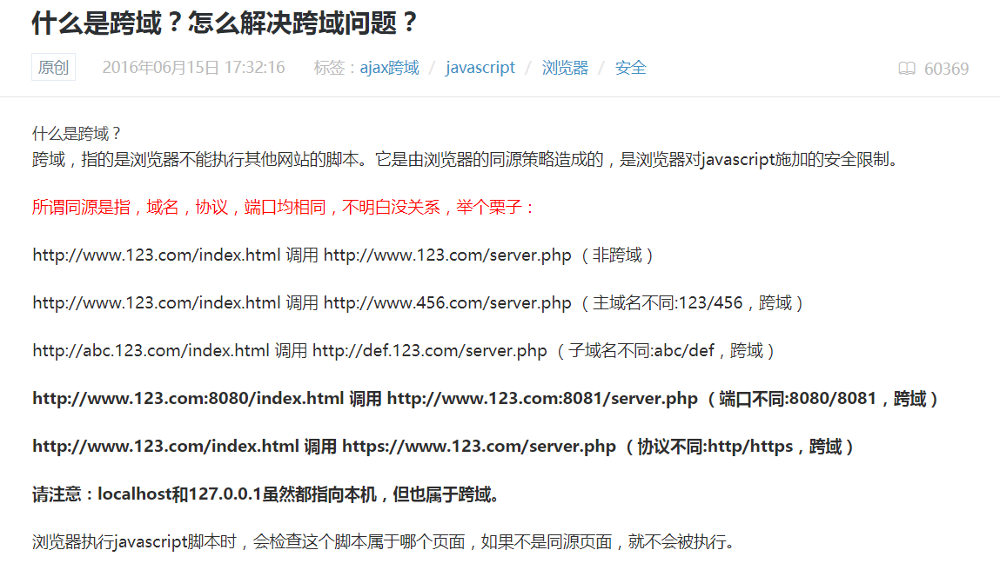 什么是跨域？怎么解决跨域问题？
原创 2016年06月15日 17:32:16 标签：ajax跨域 / javascript / 浏览器 / 安全 60369
什么是跨域？
跨域，指的是浏览器不能执行其他网站的脚本。它是由浏览器的同源策略造成的，是浏览器对javascript施加的安全限制。
所谓同源是指，域名，协议，端口均相同，不明白没关系，举个栗子：
http://www.123.com/index.html 调用 http://www.123.com/server.php （非跨域）
http://www.123.com/index.html 调用 http://www.456.com/server.php （主域名不同:123/456，跨域）
http://abc.123.com/index.html 调用 http://def.123.com/server.php （子域名不同:abc/def，跨域）
http://www.123.com:8080/index.html 调用 http://www.123.com:8081/server.php （端口不同:8080/8081，跨域）
http://www.123.com/index.html 调用 https://www.123.com/server.php （协议不同:http/https，跨域）
请注意：localhost和127.0.0.1虽然都指向本机，但也属于跨域。
浏览器执行javascript脚本时，会检查这个脚本属于哪个页面，如果不是同源页面，就不会被执行。